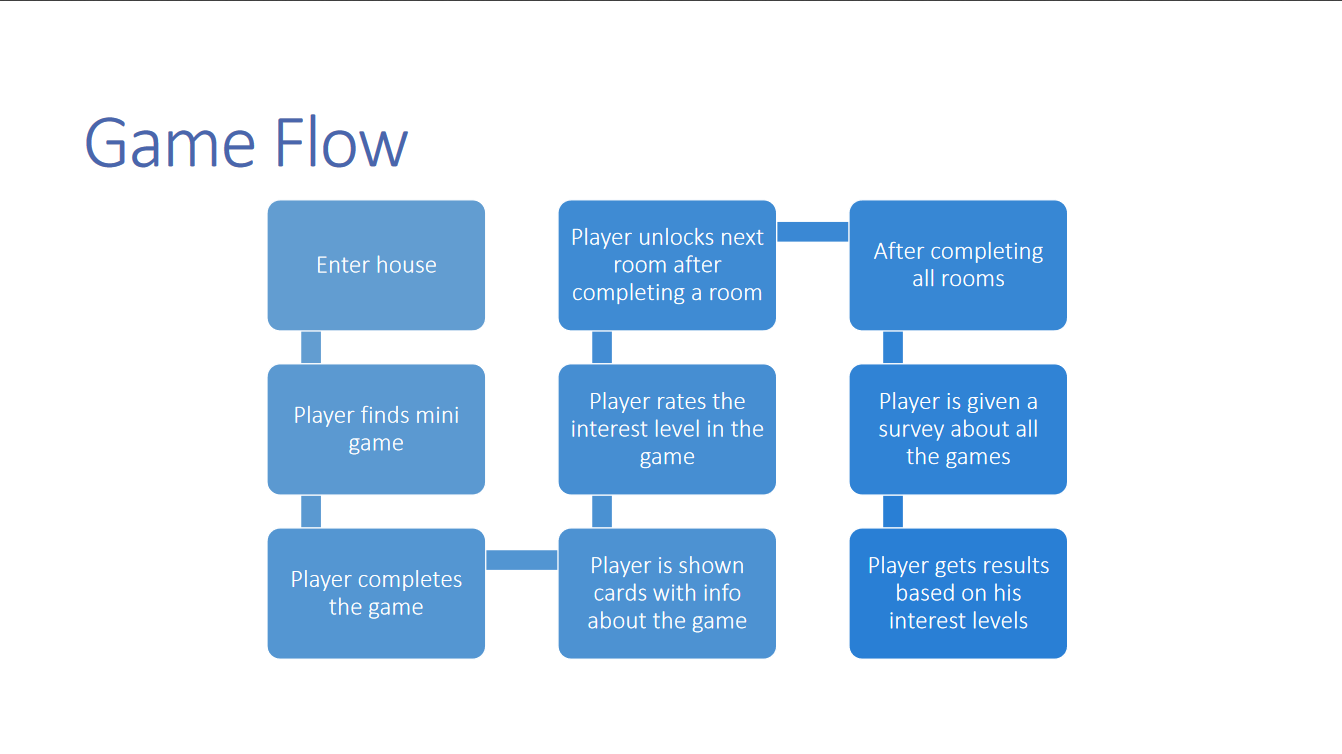 Game Flow
Enter house
Player finds mini
game
Player completes
the game
Player is shown
cards with info
about the game
Player rates the
interest level in the
game
Player unlocks next
room after
completing a room
After completing
all rooms
Player is given a
survey about all
the games
Player gets results
based on his
interest levels